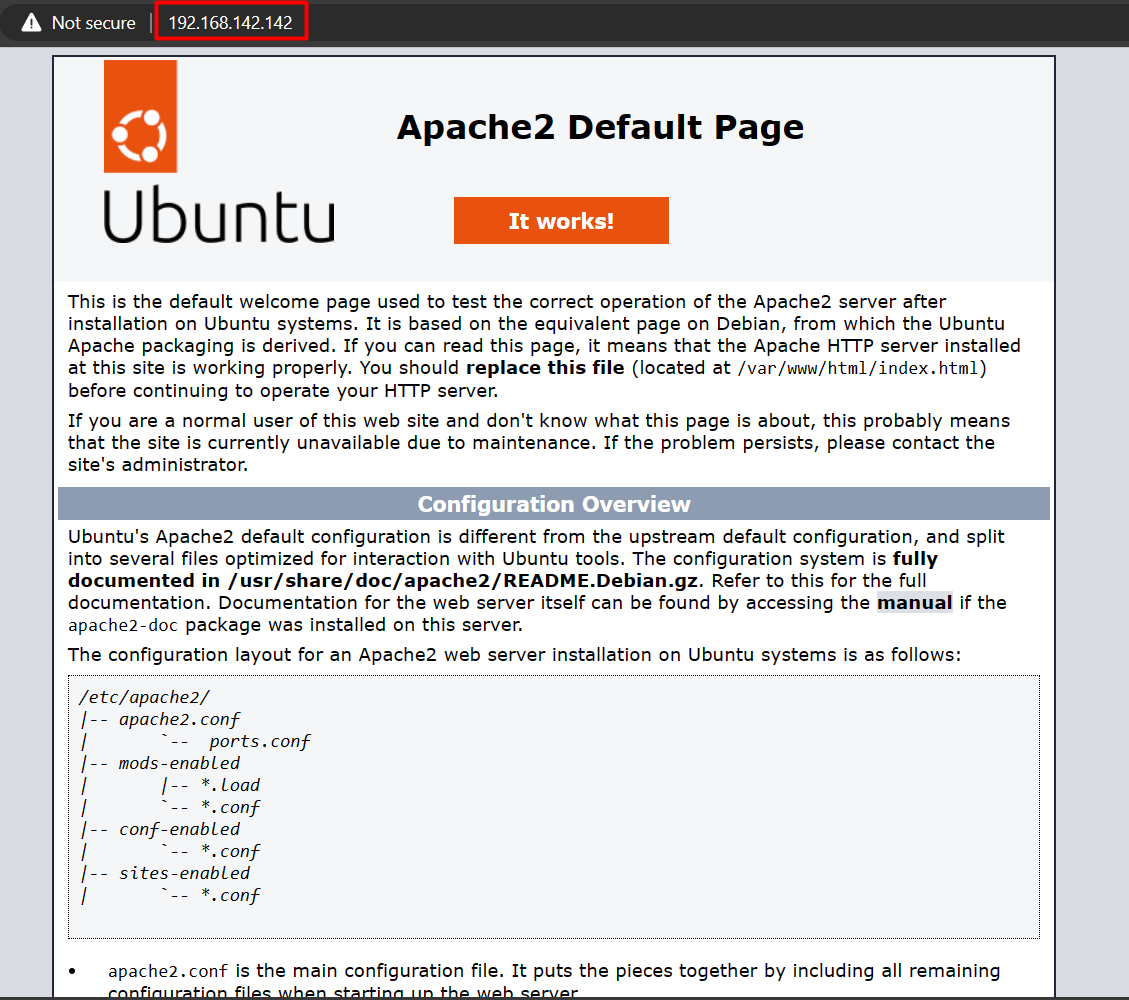 Not secure | 192.168.142.142
Apache2 Default Page
Ubuntu
It works!
This is the default welcome page used to test the correct operation of the Apache2 server after
installation on Ubuntu systems. It is based on the equivalent page on Debian, from which the Ubuntu
Apache packaging is derived. If you can read this page, it means that the Apache HTTP server installed
at this site is working properly. You should replace this file (located at /var/www/html/index.html)
before continuing to operate your HTTP server.
If you are a normal user of this web site and don't know what this page is about, this probably means
that the site is currently unavailable due to maintenance. If the problem persists, please contact the
site's administrator.
Configuration Overview
Ubuntu's Apache2 default configuration is different from the upstream default configuration, and split
into several files optimized for interaction with Ubuntu tools. The configuration system is fully
documented in /usr/share/doc/apache2/README.Debian.gz. Refer to this for the full
documentation. Documentation for the web server itself can be found by accessing the manual if the
apache2-doc package was installed on this server.
The configuration layout for an Apache2 web server installation on Ubuntu systems is as follows:
/etc/apache2/
|-- apache2.conf
|       `--  ports.conf
|-- mods-enabled
|       |-- *.load
|       `-- *.conf
|-- conf-enabled
|       `-- *.conf
|-- sites-enabled
|       `-- *.conf
• apache2.conf is the main configuration file. It puts the pieces together by including all remaining
configuration files when starting up the web server.